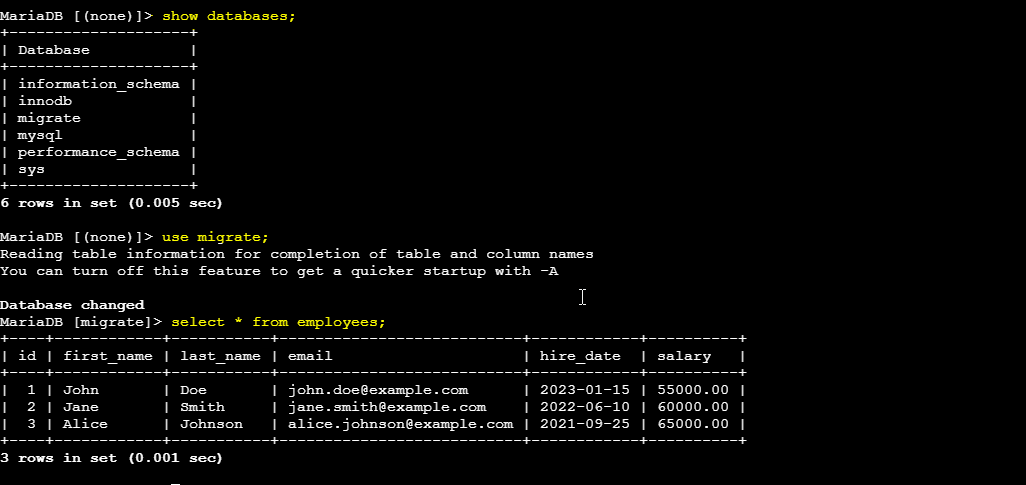 MariaDB [(none)]> show databases;
+--------------------+
| Database           |
+--------------------+
| information_schema |
| innodb             |
| migrate            |
| mysql              |
| performance_schema |
| sys                |
+--------------------+
6 rows in set (0.005 sec)
MariaDB [(none)]> use migrate;
Reading table information for completion of table and column names
You can turn off this feature to get a quicker startup with -A
Database changed
MariaDB [migrate]> select * from employees;
+----+------------+-----------+---------------------------+------------+----------+
| id | first_name | last_name | email                     | hire_date  | salary   |
+----+------------+-----------+---------------------------+------------+----------+
|  1 | John       | Doe       | john.doe@example.com      | 2023-01-15 | 55000.00 |
|  2 | Jane       | Smith     | jane.smith@example.com    | 2022-06-10 | 60000.00 |
|  3 | Alice      | Johnson   | alice.johnson@example.com | 2021-09-25 | 65000.00 |
+----+------------+-----------+---------------------------+------------+----------+
3 rows in set (0.001 sec)